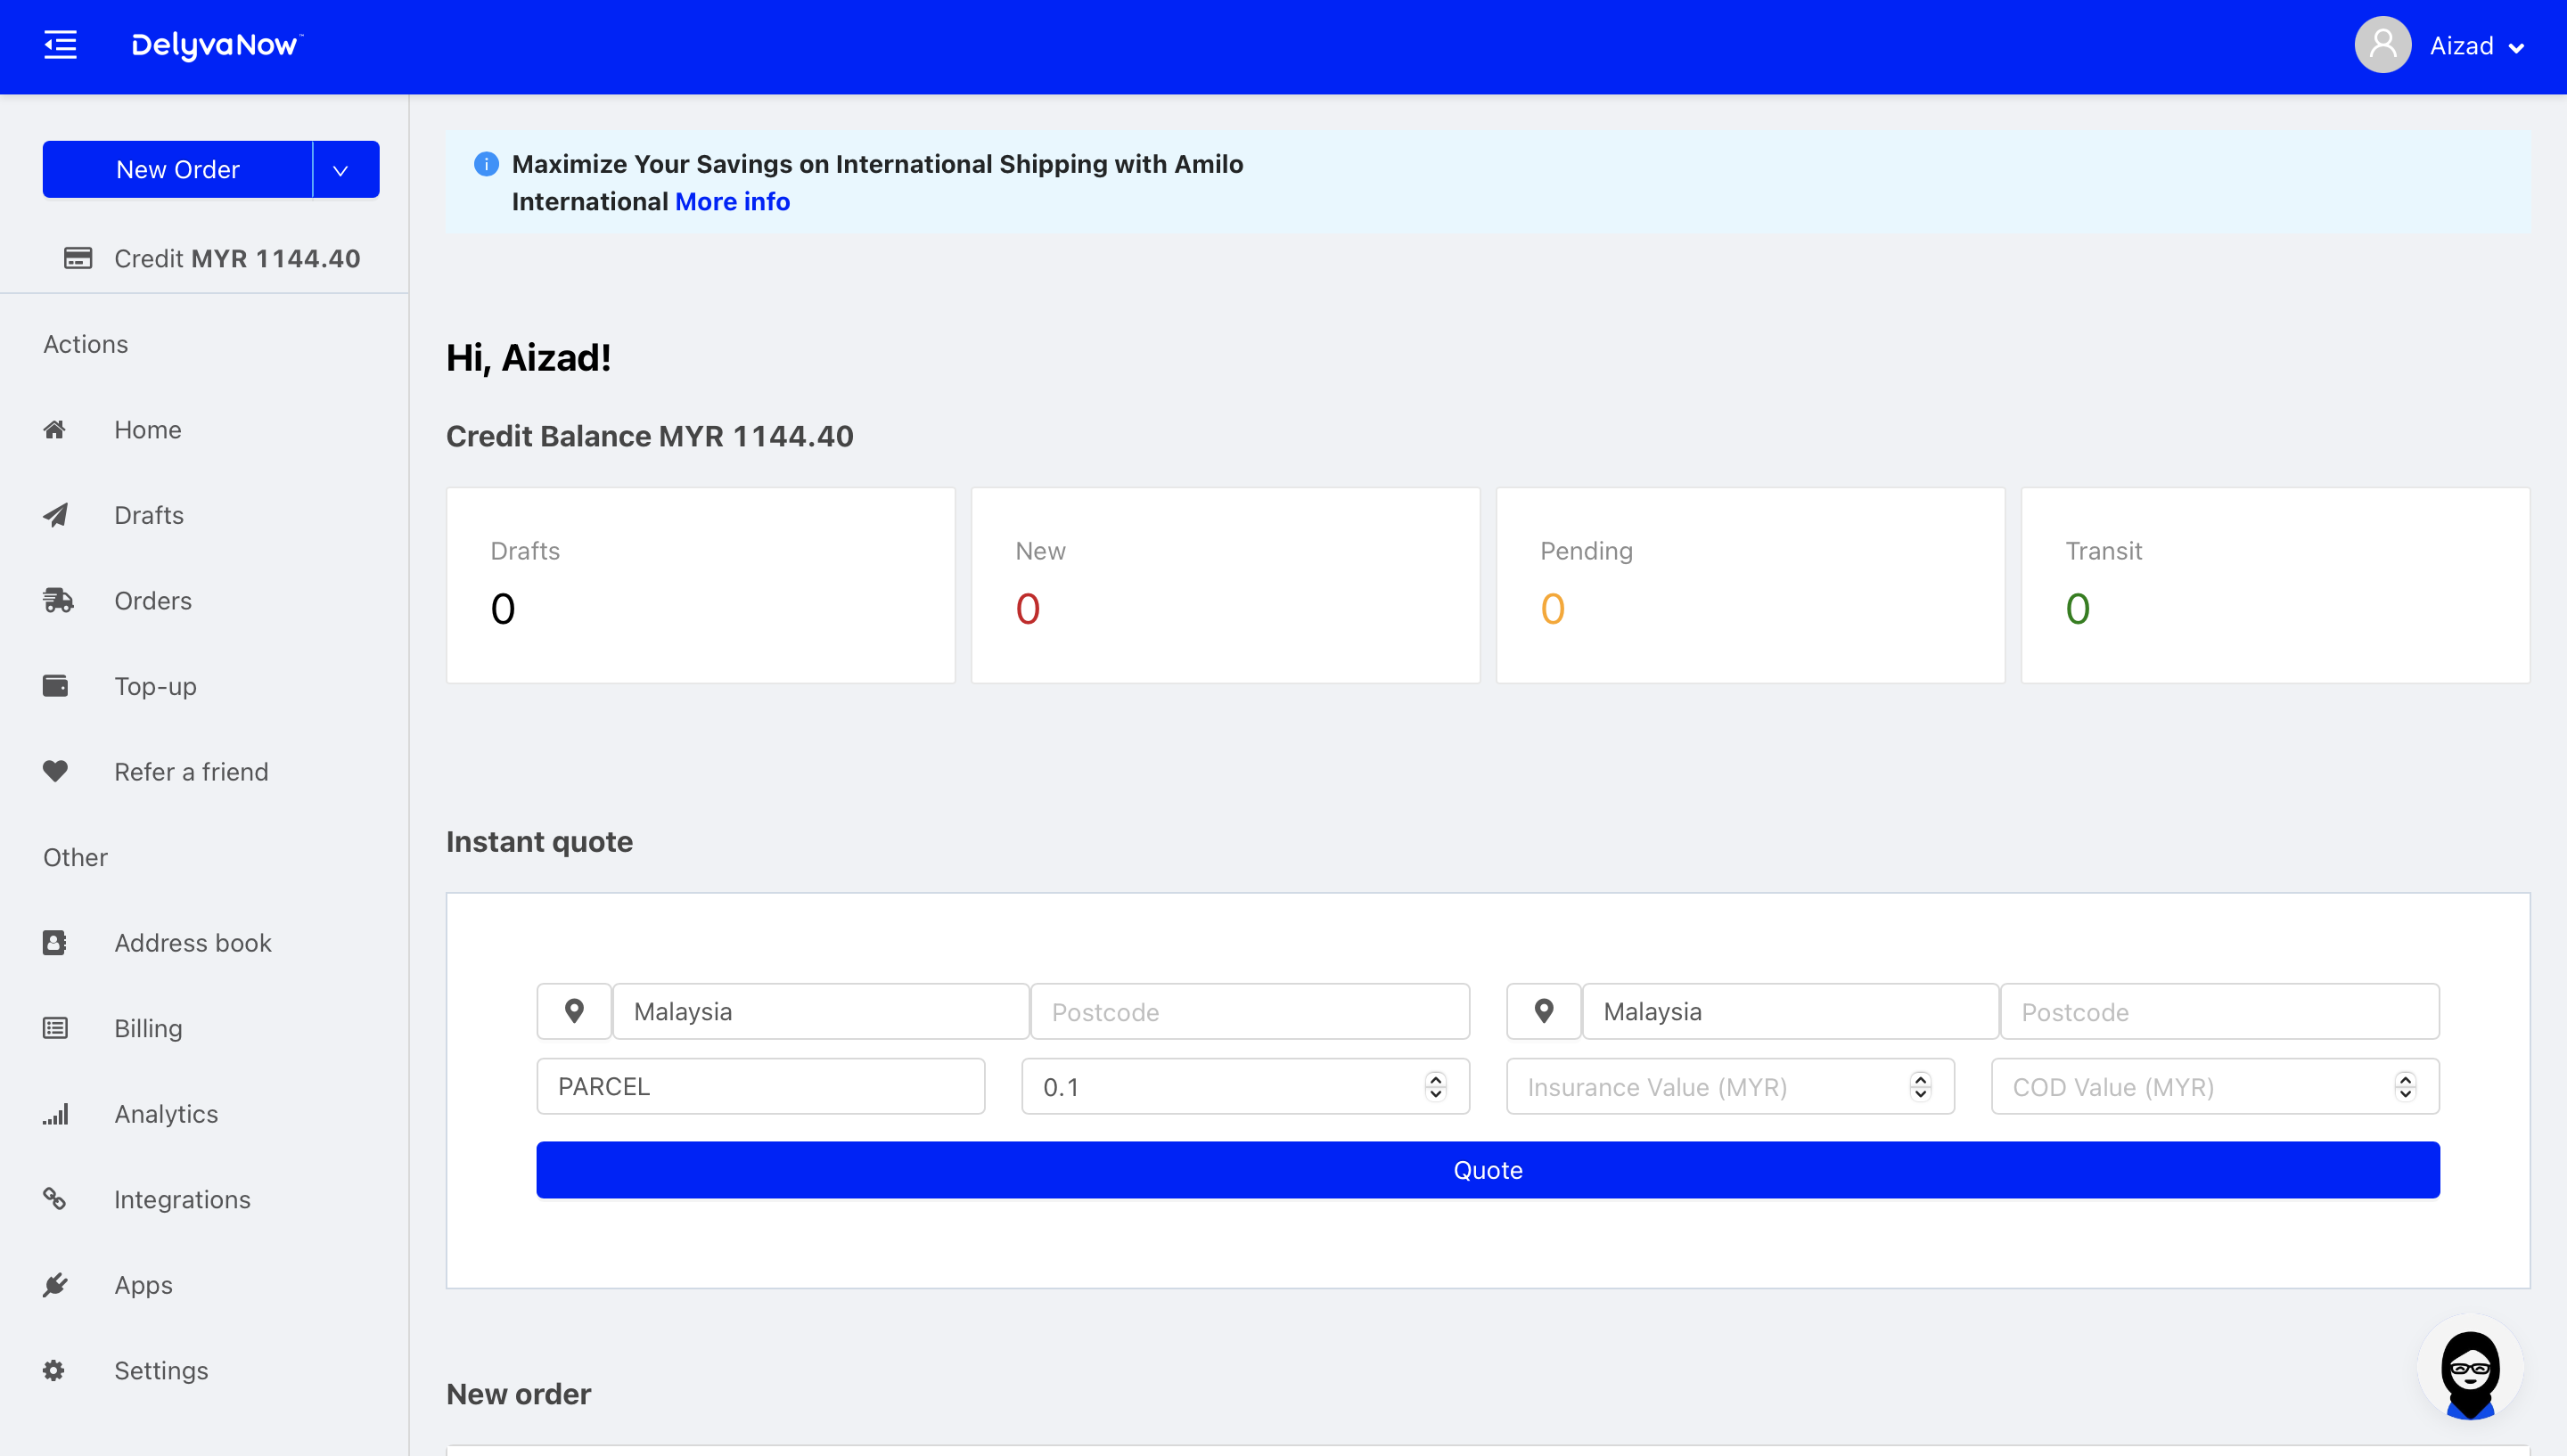 DelyvaNow™
Aizad
New Order
Credit MYR 1144.40
Actions
Home
Drafts
Orders
Top-up
Refer a friend
Other
Address book
Billing
Analytics
Integrations
Apps
Settings
Maximize Your Savings on International Shipping with Amilo
International More info
Hi, Aizad!
Credit Balance MYR 1144.40
Drafts
0
New
0
Pending
0
Transit
0
Instant quote
Malaysia
Postcode
Malaysia
Postcode
PARCEL
0.1
Insurance Value (MYR)
COD Value (MYR)
Quote
New order